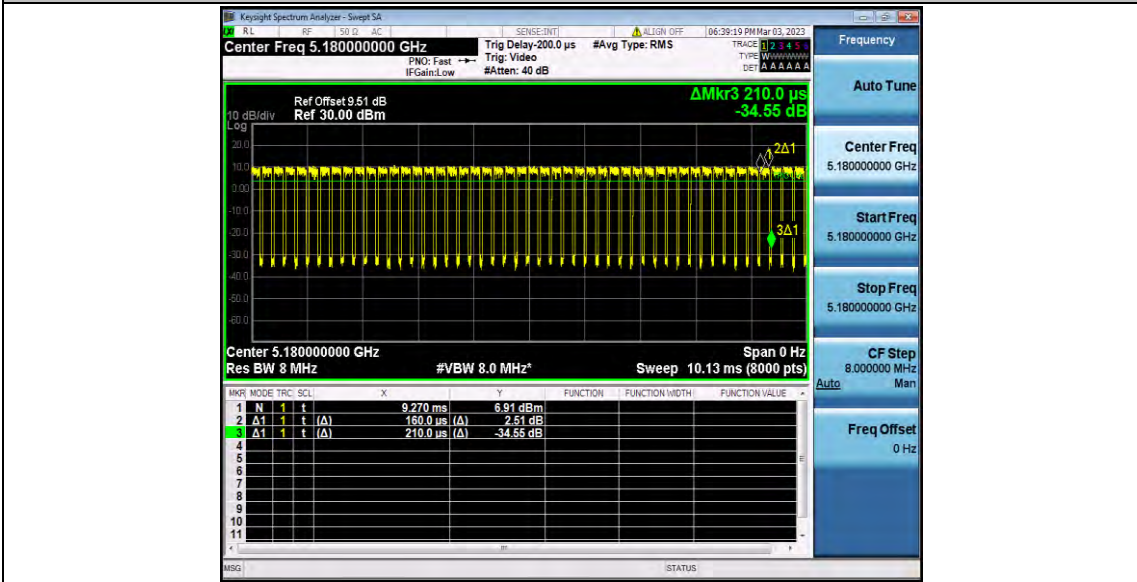 Keysight Spectrum Analyzer - Swept SA
RL RF 50 Ω AC SENSE:INT ALIGN OFF 06:39:19 PM Mar 03, 2023
Center Freq 5.180000000 GHz
PNO: Fast
IFGain:Low
Trig Delay-200.0 µs
Trig: Video
#Atten: 40 dB
#Avg Type: RMS
TRACE 1 2 3 4 5 6
TYPE W
DET A A A A A A
ΔMkr3 210.0 µs
-34.55 dB
Ref Offset 9.51 dB
10 dB/div Ref 30.00 dBm
Log
20.0
10.0
0.00
-10.0
-20.0
-30.0
-40.0
-50.0
-60.0
2Δ1
3Δ1
Center 5.180000000 GHz Span 0 Hz
Res BW 8 MHz #VBW 8.0 MHz* Sweep 10.13 ms (8000 pts)
MKR MODE TRC SCL X Y FUNCTION FUNCTION WIDTH FUNCTION VALUE
1 N 1 t 9.270 ms 6.91 dBm
2 Δ1 1 t (Δ) 160.0 µs (Δ) 2.51 dB
3 Δ1 1 t (Δ) 210.0 µs (Δ) -34.55 dB
4
5
6
7
8
9
10
11
MSG STATUS
Frequency
Auto Tune
Center Freq
5.180000000 GHz
Start Freq
5.180000000 GHz
Stop Freq
5.180000000 GHz
CF Step
8.000000 MHz
Auto Man
Freq Offset
0 Hz